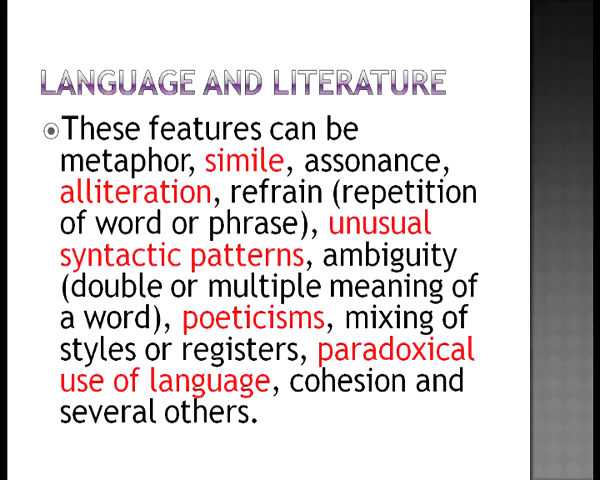 LANGUAGE AND LITERATURE
These features can be
metaphor, simile, assonance,
alliteration, refrain (repetition
of word or phrase), unusual
syntactic patterns, ambiguity
(double or multiple meaning of
a word), poeticisms, mixing of
styles or registers, paradoxical
use of language, cohesion and
several others.